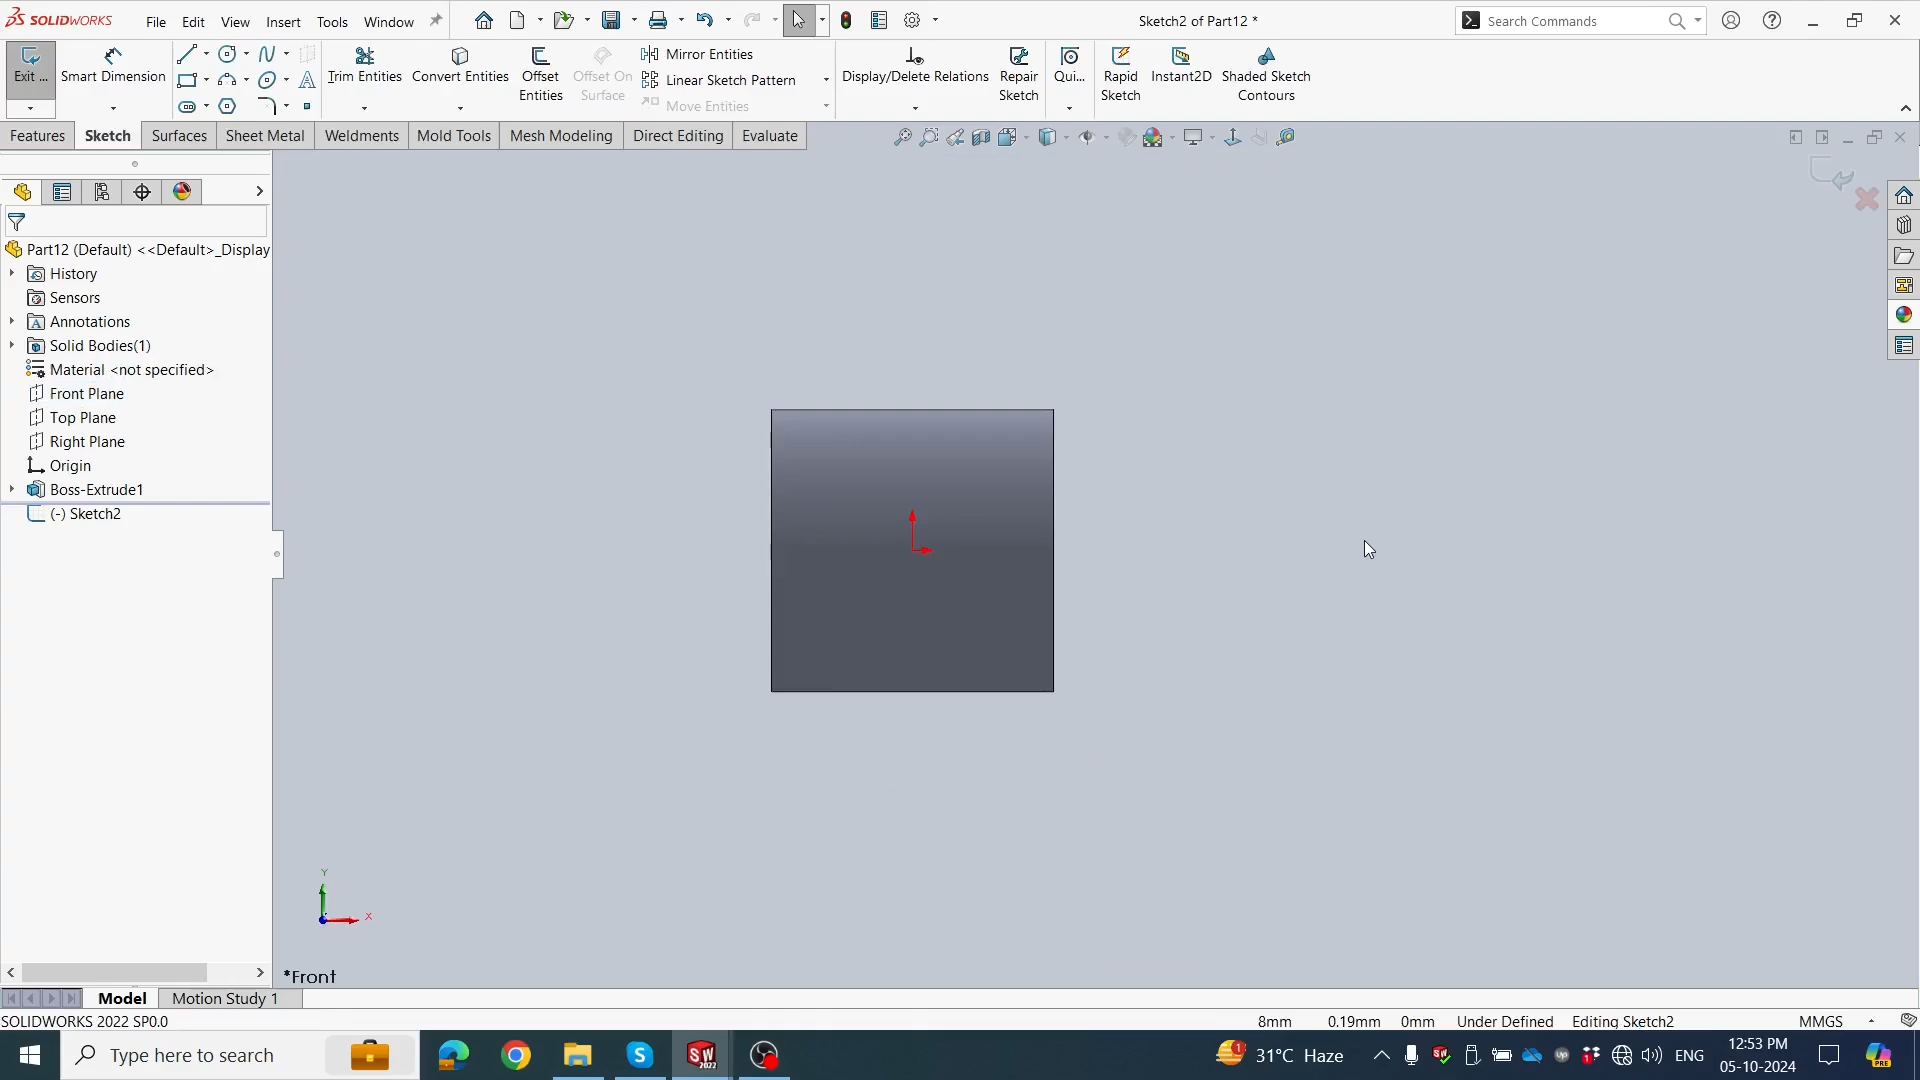 SOLIDWORKS File Edit View Insert Tools Window Sketch2 of Part12 * Search Commands
Exit ... Smart Dimension Trim Entities Convert Entities Offset Entities Offset On Surface Mirror Entities Linear Sketch Pattern Move Entities Display/Delete Relations Repair Sketch Qui... Rapid Sketch Instant2D Shaded Sketch Contours
Features Sketch Surfaces Sheet Metal Weldments Mold Tools Mesh Modeling Direct Editing Evaluate
Part12 (Default) <<Default>_Display
History
Sensors
Annotations
Solid Bodies(1)
Material <not specified>
Front Plane
Top Plane
Right Plane
Origin
Boss-Extrude1
(-) Sketch2
Y
X
*Front
Model Motion Study 1
SOLIDWORKS 2022 SP0.0 8mm 0.19mm 0mm Under Defined Editing Sketch2 MMGS
Type here to search 31°C Haze ENG 12:53 PM
05-10-2024